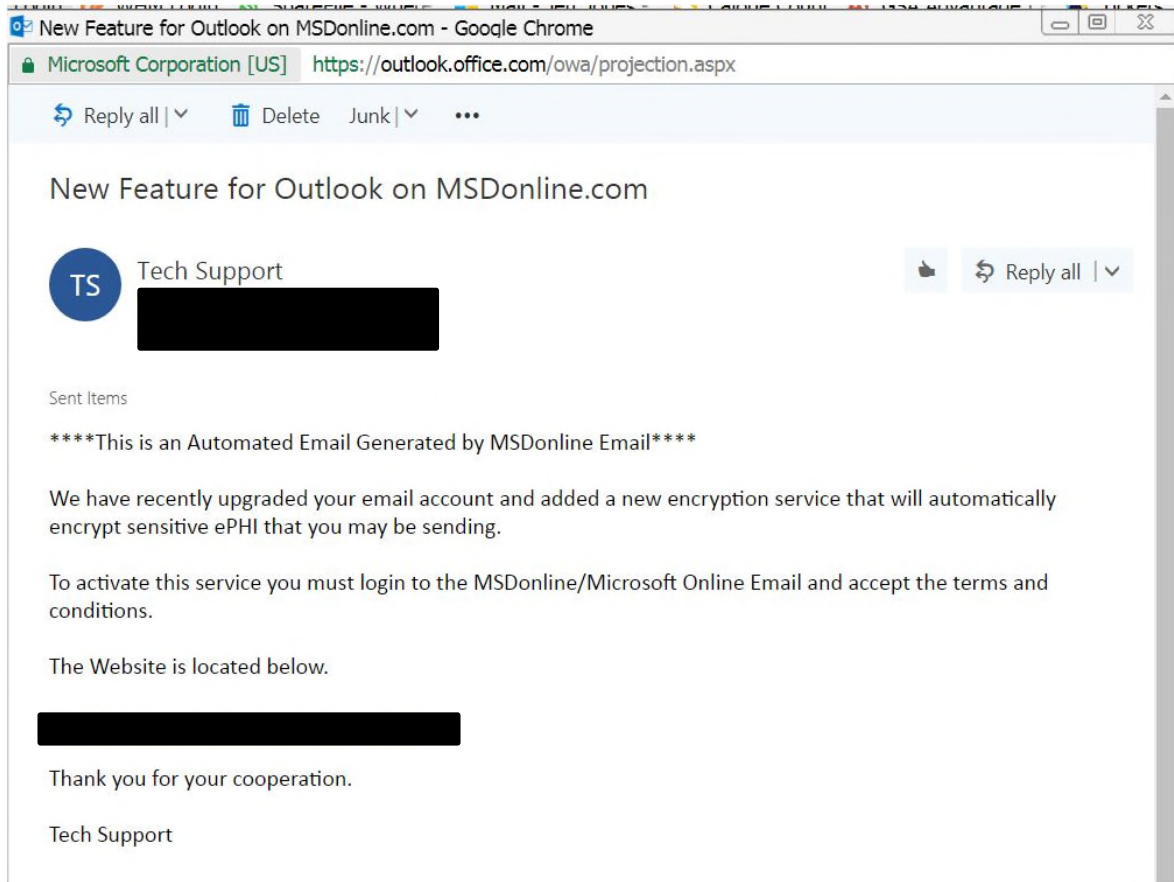 New Feature for Outlook on MSDonline.com - Google Chrome
Microsoft Corporation [US] https://outlook.office.com/owa/projection.aspx
Reply all Delete Junk
New Feature for Outlook on MSDonline.com
TS
Tech Support
Reply all
Sent Items
****This is an Automated Email Generated by MSDonline Email****
We have recently upgraded your email account and added a new encryption service that will automatically
encrypt sensitive ePHI that you may be sending.
To activate this service you must login to the MSDonline/Microsoft Online Email and accept the terms and
conditions.
The Website is located below.
Thank you for your cooperation.
Tech Support